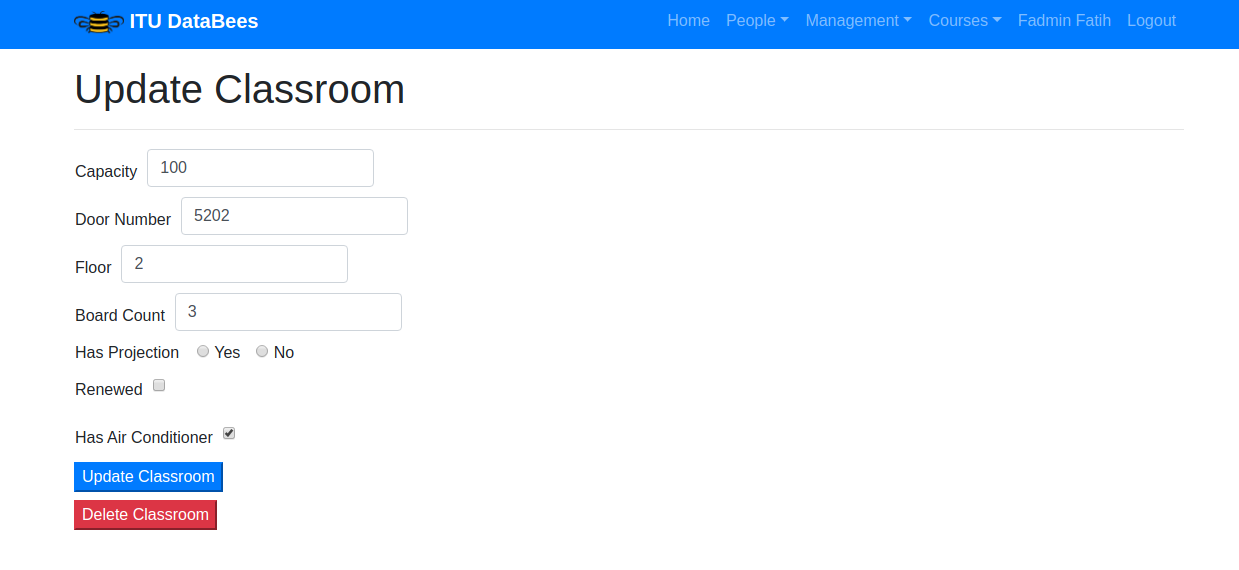 ITU DataBees Home People Management Courses Fadmin Fatih Logout
Update Classroom
Capacity 100
Door Number 5202
Floor 2
Board Count 3
Has Projection Yes No
Renewed
Has Air Conditioner
Update Classroom
Delete Classroom